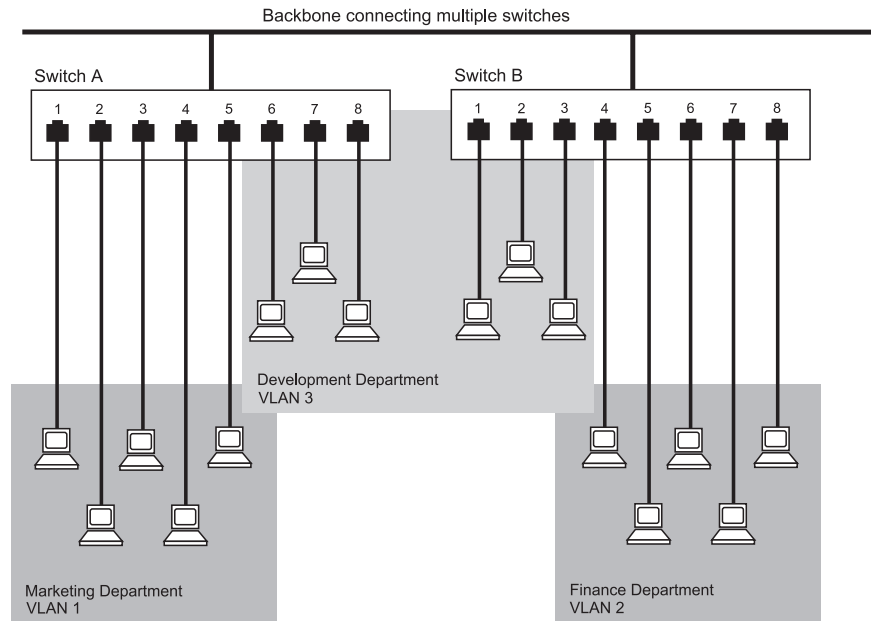 Backbone connecting multiple switches
Switch A
1 2 3 4 5 6 7 8
Switch B
1 2 3 4 5 6 7 8
Development Department
VLAN 3
Marketing Department
VLAN 1
Finance Department
VLAN 2